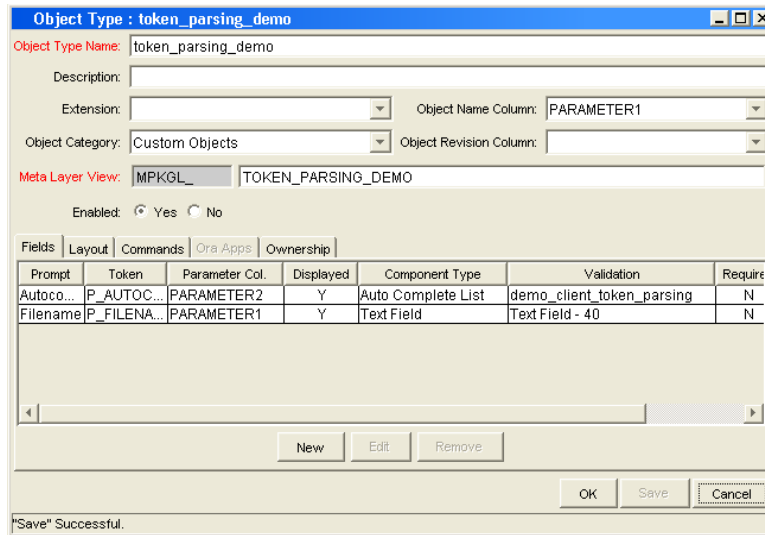 Object Type : token_parsing_demo
Object Type Name: token_parsing_demo
Description:
Extension: Object Name Column: PARAMETER1
Object Category: Custom Objects Object Revision Column:
Meta Layer View: MPKGL_ TOKEN_PARSING_DEMO
Enabled: Yes No
Fields Layout Commands Ora Apps Ownership
Prompt Token Parameter Col. Displayed Component Type Validation Require
Autoco... P_AUTOC... PARAMETER2 Y Auto Complete List demo_client_token_parsing N
Filename P_FILENA... PARAMETER1 Y Text Field Text Field - 40 N
New Edit Remove
OK Save Cancel
"Save" Successful.